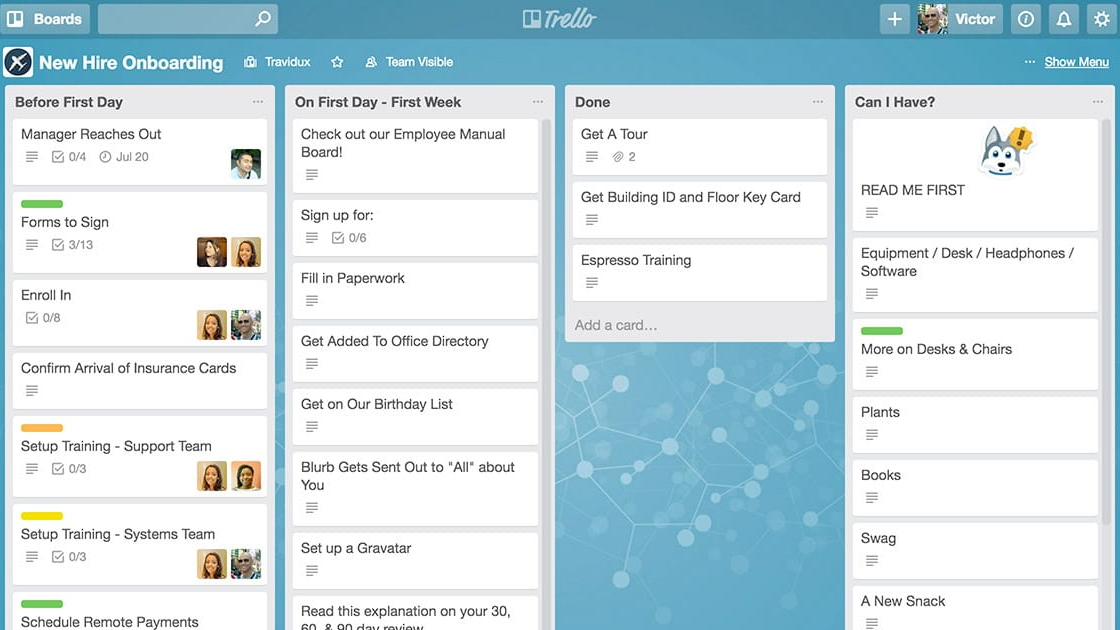 Boards
Trello
Victor
New Hire Onboarding
Travidux
Team Visible
... Show Menu
Before First Day
Manager Reaches Out
0/4
Jul 20
Forms to Sign
3/13
Enroll In
0/8
Confirm Arrival of Insurance Cards
Setup Training - Support Team
0/3
Setup Training - Systems Team
0/3
Schedule Remote Payments
On First Day - First Week
Check out our Employee Manual
Board!
Sign up for:
0/6
Fill in Paperwork
Get Added To Office Directory
Get on Our Birthday List
Blurb Gets Sent Out to "All" about
You
Set up a Gravatar
Read this explanation on your 30,
60, & 90 day review
Done
Get A Tour
2
Get Building ID and Floor Key Card
Espresso Training
Add a card…
Can I Have?
READ ME FIRST
Equipment / Desk / Headphones /
Software
More on Desks & Chairs
Plants
Books
Swag
A New Snack